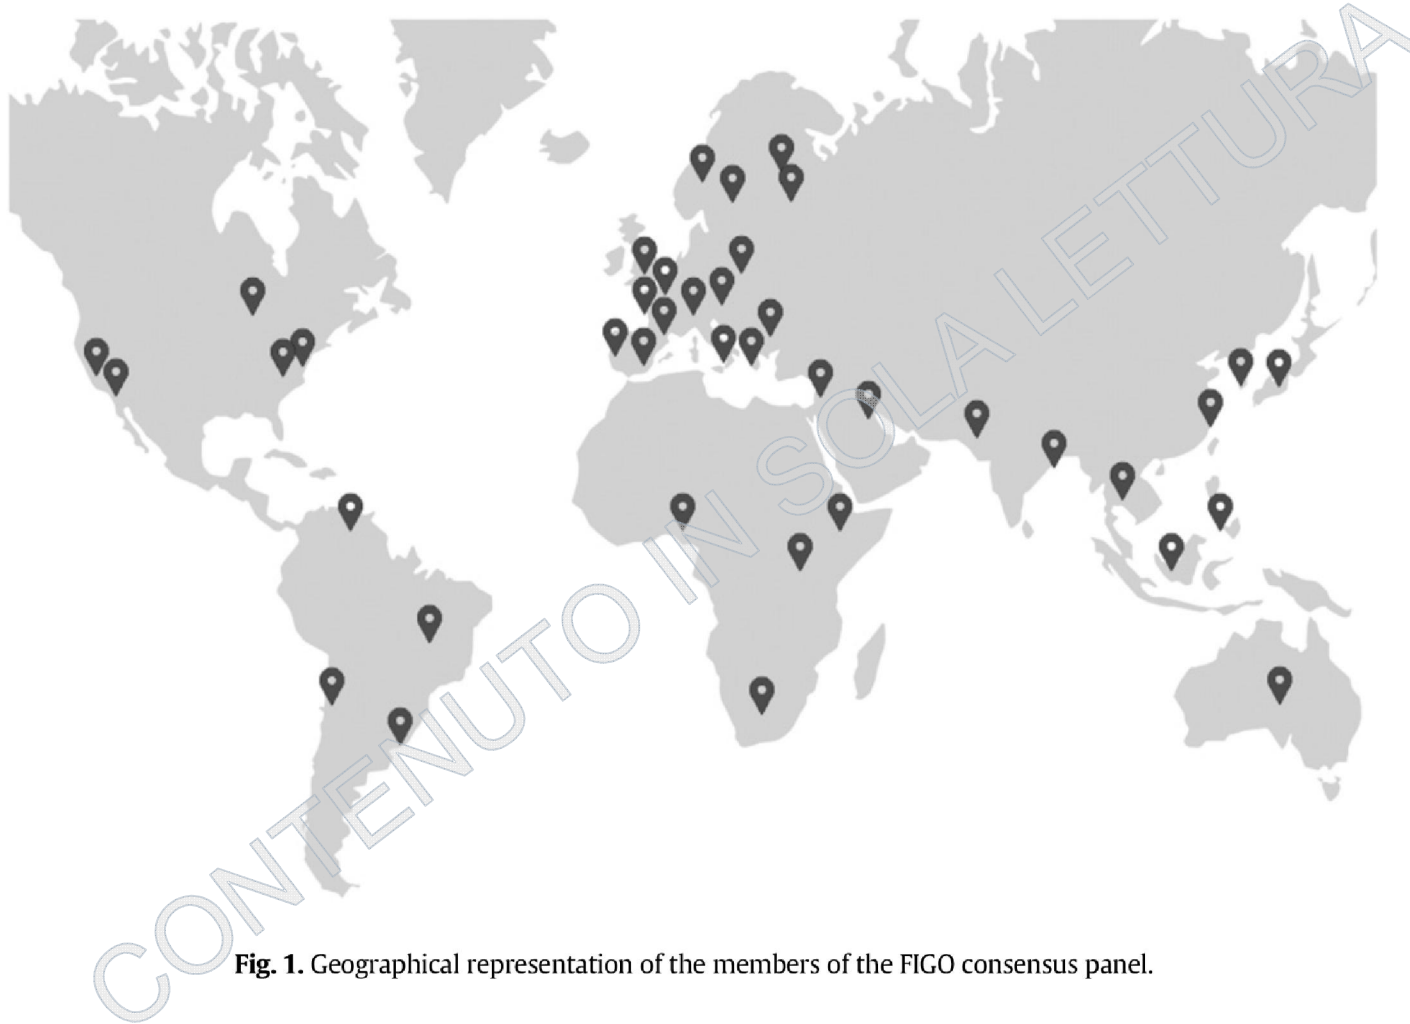 CONTENUTO IN SOLA LETTURA
Fig. 1. Geographical representation of the members of the FIGO consensus panel.